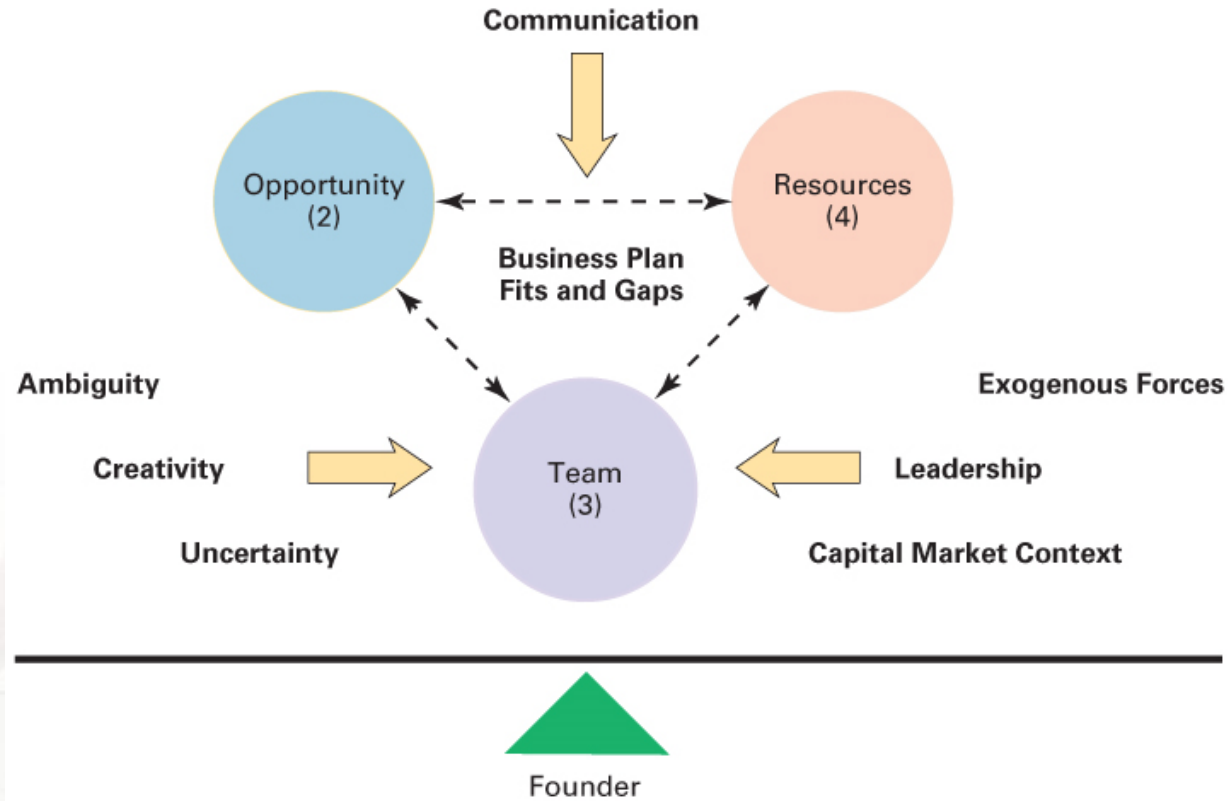 Communication
Opportunity
(2)
Resources
(4)
Business Plan
Fits and Gaps
Ambiguity
Exogenous Forces
Creativity
Team
(3)
Leadership
Uncertainty
Capital Market Context
Founder